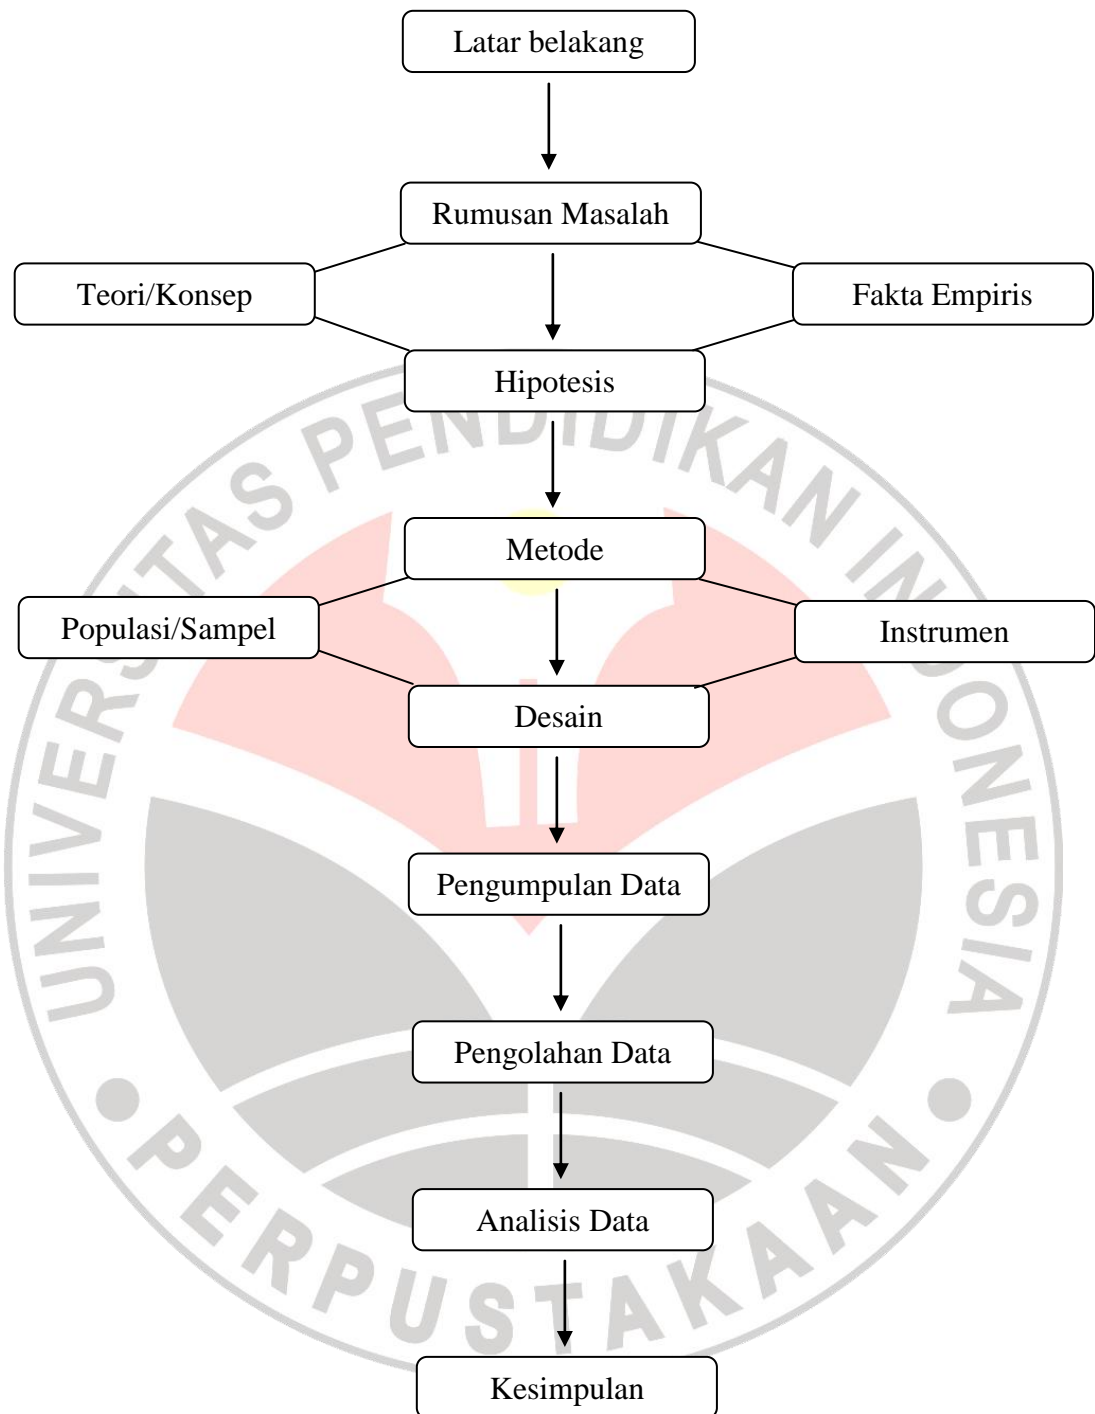 Latar belakang
Rumusan Masalah
Teori/Konsep
Fakta Empiris
Hipotesis
UNIVERSITAS PENDIDIKAN INDONESIA
Metode
Populasi/Sampel
Instrumen
Desain
Pengumpulan Data
Pengolahan Data
Analisis Data
PERPUSTAKAAN
Kesimpulan